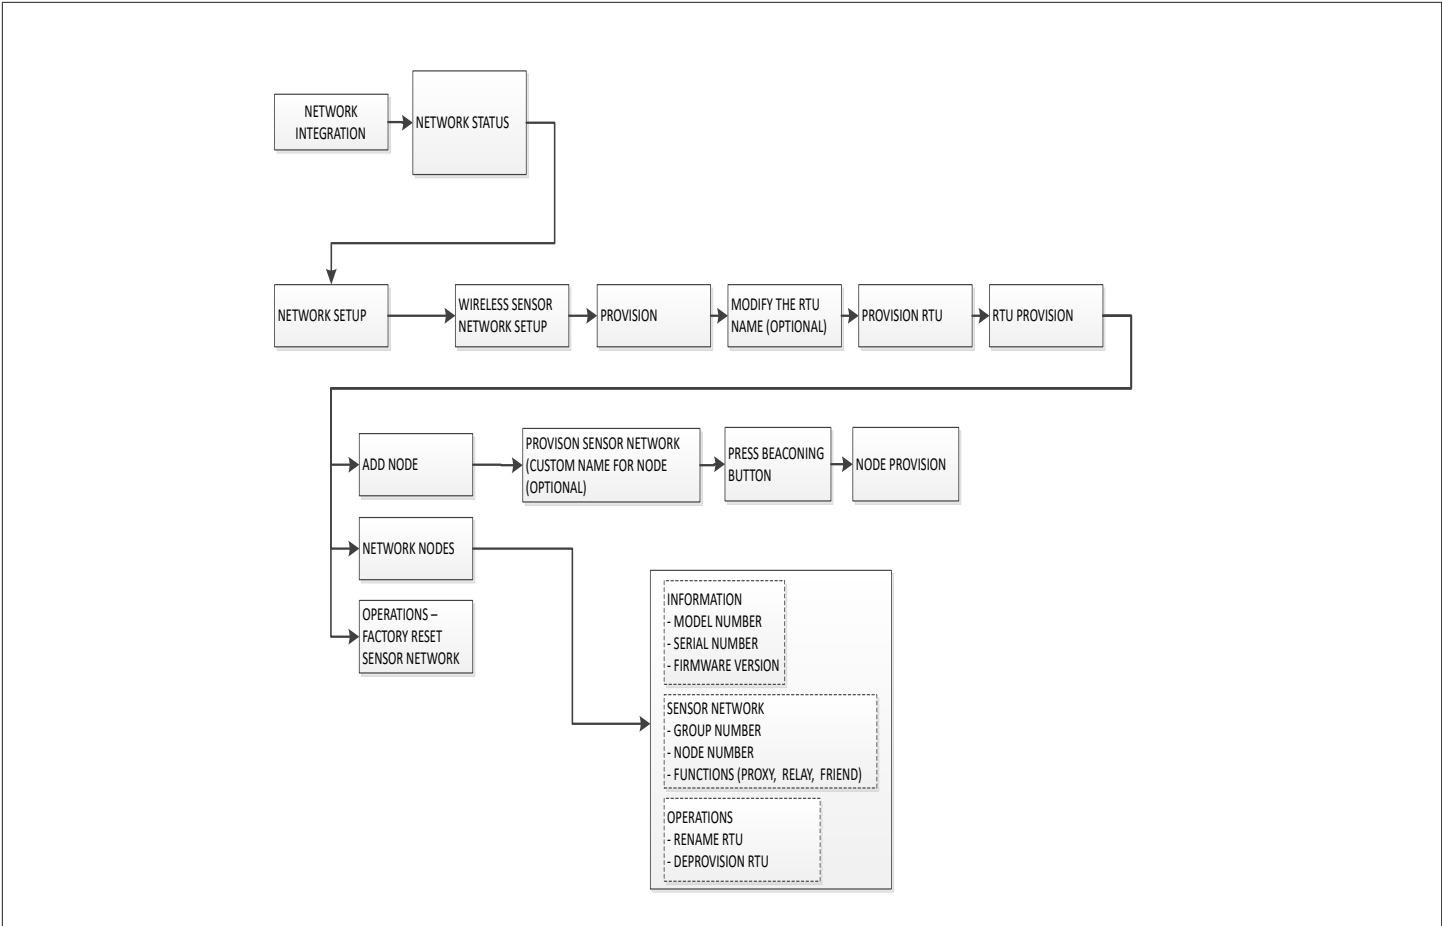 NETWORK
INTEGRATION
NETWORK STATUS
NETWORK SETUP
WIRELESS SENSOR
NETWORK SETUP
PROVISION
MODIFY THE RTU
NAME (OPTIONAL)
PROVISION RTU
RTU PROVISION
ADD NODE
PROVISON SENSOR NETWORK
(CUSTOM NAME FOR NODE
(OPTIONAL)
PRESS BEACONING
BUTTON
NODE PROVISION
NETWORK NODES
OPERATIONS –
FACTORY RESET
SENSOR NETWORK
INFORMATION
- MODEL NUMBER
- SERIAL NUMBER
- FIRMWARE VERSION
SENSOR NETWORK
- GROUP NUMBER
- NODE NUMBER
- FUNCTIONS (PROXY, RELAY, FRIEND)
OPERATIONS
- RENAME RTU
- DEPROVISION RTU